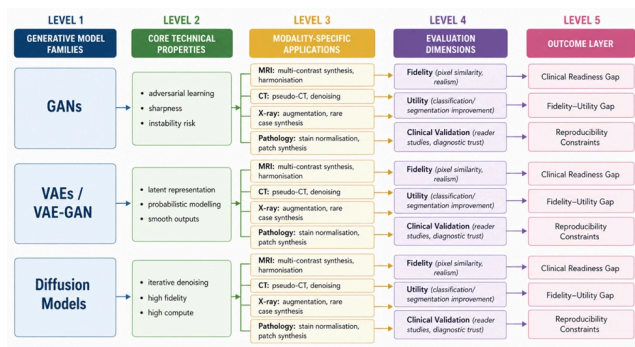 LEVEL 1
LEVEL 2
LEVEL 3
LEVEL 4
LEVEL 5
GENERATIVE MODEL
FAMILIES
CORE TECHNICAL
PROPERTIES
MODALITY-SPECIFIC
APPLICATIONS
EVALUATION
DIMENSIONS
OUTCOME LAYER
GANs
• adversarial learning
• sharpness
• instability risk
MRI: multi-contrast synthesis,
harmonisation
CT: pseudo-CT, denoising
X-ray: augmentation, rare
case synthesis
Pathology: stain normalisation,
patch synthesis
Fidelity (pixel similarity,
realism)
Utility (classification/
segmentation improvement)
Clinical Validation (reader
studies, diagnostic trust)
Clinical Readiness Gap
Fidelity–Utility Gap
Reproducibility
Constraints
VAEs /
VAE-GAN
• latent representation
• probabilistic modelling
• smooth outputs
MRI: multi-contrast synthesis,
harmonisation
CT: pseudo-CT, denoising
X-ray: augmentation, rare
case synthesis
Pathology: stain normalisation,
patch synthesis
Fidelity (pixel similarity,
realism)
Utility (classification/
segmentation improvement)
Clinical Validation (reader
studies, diagnostic trust)
Clinical Readiness Gap
Fidelity–Utility Gap
Reproducibility
Constraints
Diffusion
Models
• iterative denoising
• high fidelity
• high compute
MRI: multi-contrast synthesis,
harmonisation
CT: pseudo-CT, denoising
X-ray: augmentation, rare
case synthesis
Pathology: stain normalisation,
patch synthesis
Fidelity (pixel similarity,
realism)
Utility (classification/
segmentation improvement)
Clinical Validation (reader
studies, diagnostic trust)
Clinical Readiness Gap
Fidelity–Utility Gap
Reproducibility
Constraints